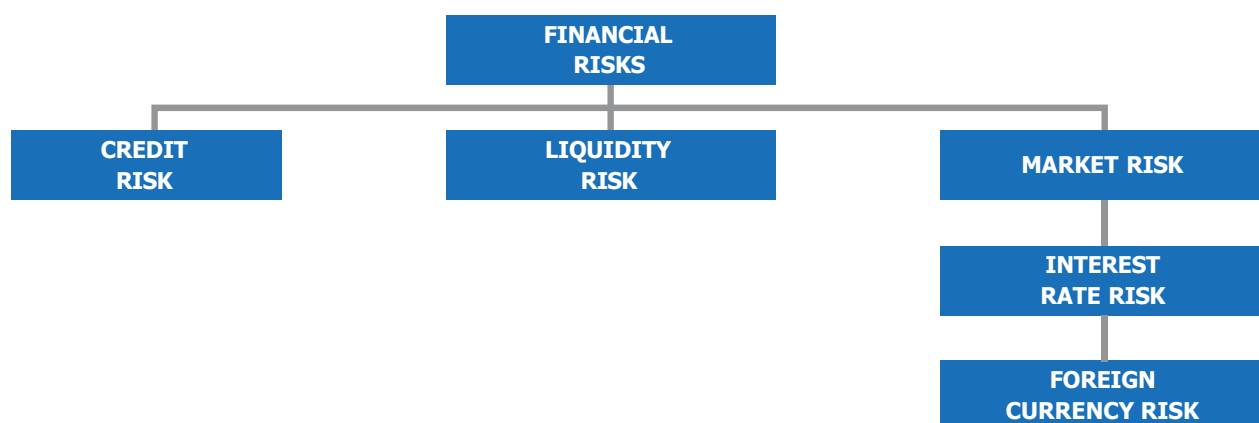 FINANCIAL
RISKS
CREDIT
RISK
LIQUIDITY
RISK
MARKET RISK
INTEREST
RATE RISK
FOREIGN
CURRENCY RISK